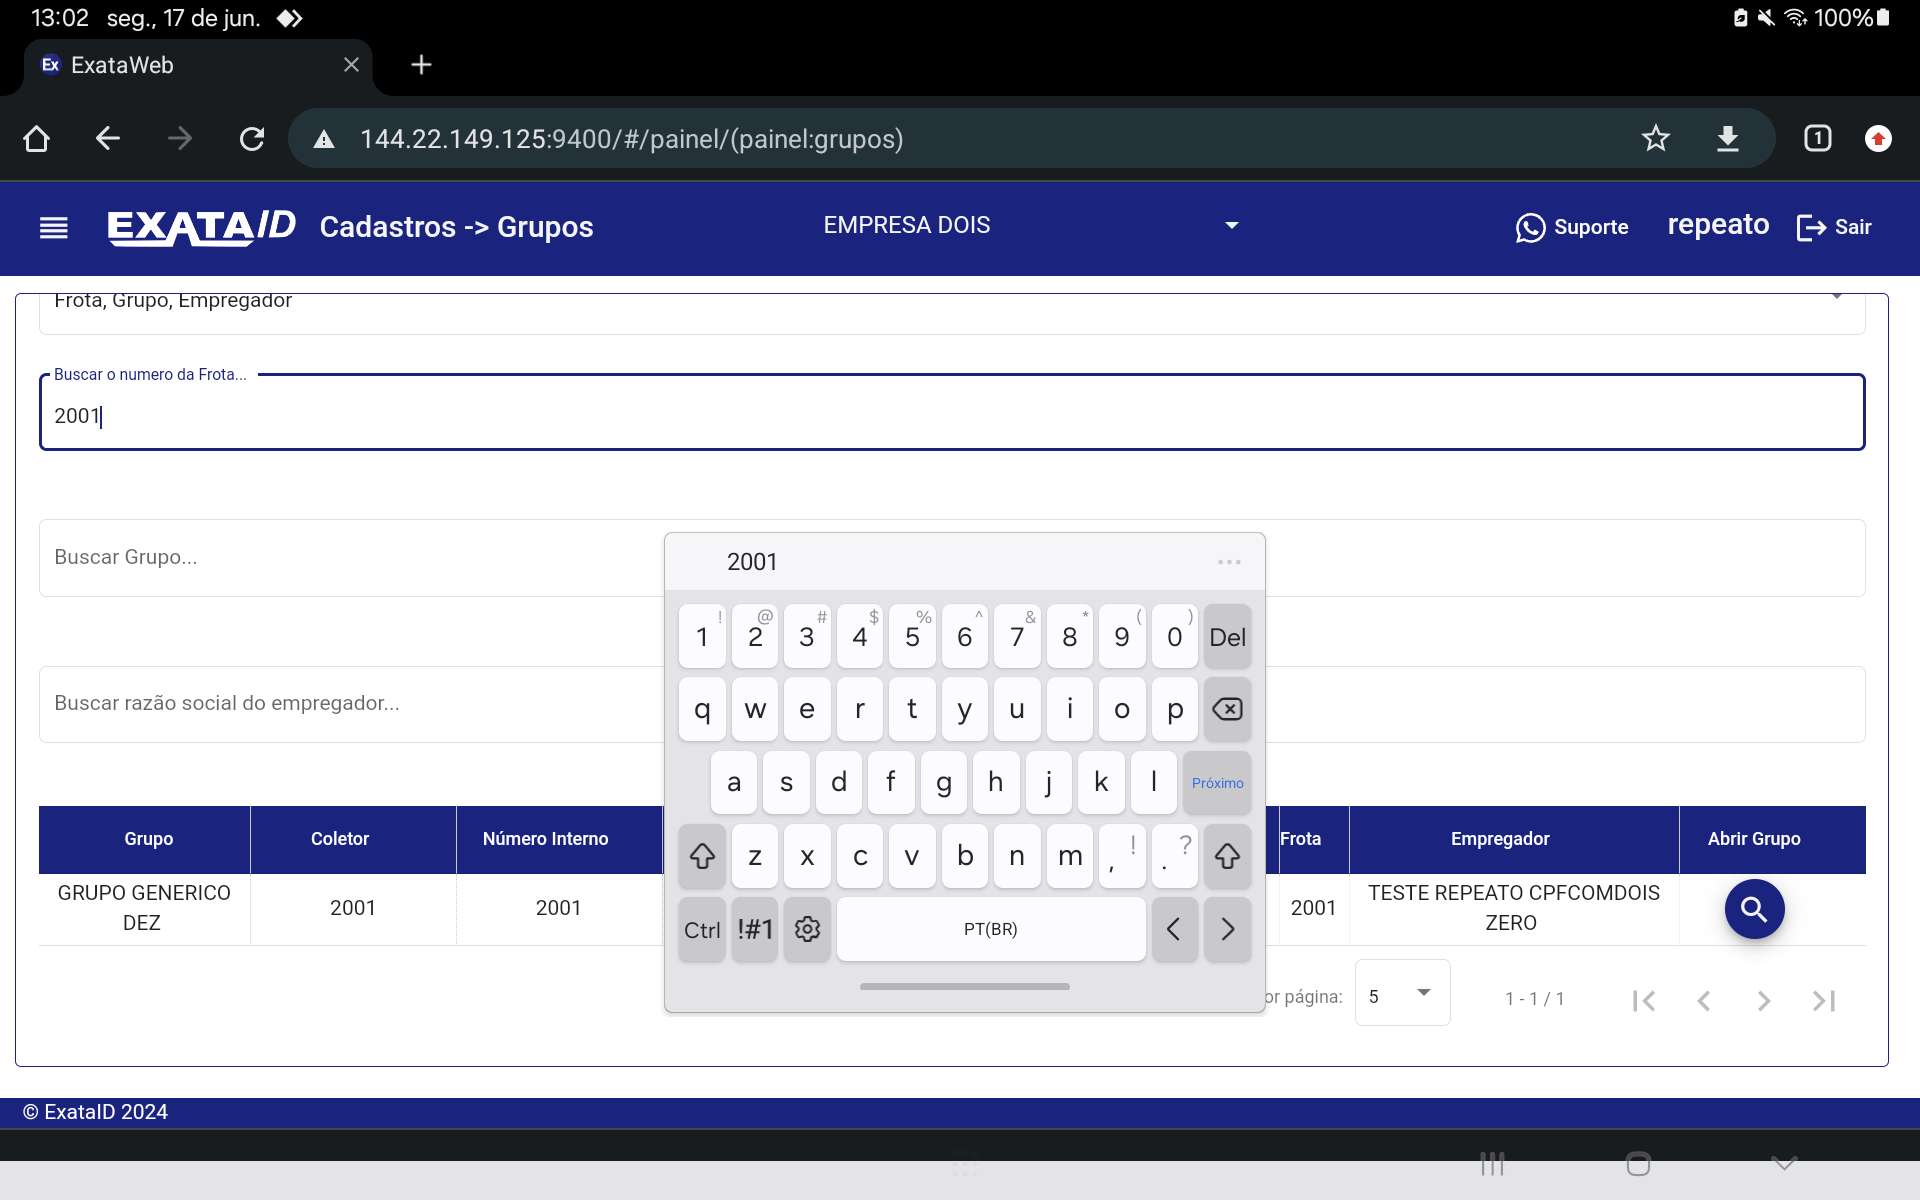 13:02 seg., 17 de jun. 100%
Ex ExataWeb
144.22.149.125:9400/#/painel/(painel:grupos) 1
EXATAID Cadastros -> Grupos EMPRESA DOIS Suporte repeato Sair
Frota, Grupo, Empregador
Buscar o numero da Frota...
2001
Buscar Grupo...
Buscar razão social do empregador...
2001 ...
! @ # $ % ^ & * ( )
1 2 3 4 5 6 7 8 9 0 Del
q w e r t y u i o p
a s d f g h j k l Próximo
z x c v b n m , ! . ?
Ctrl !#1 PT(BR) < >
Grupo Coletor Número Interno Frota Empregador Abrir Grupo
GRUPO GENERICO DEZ 2001 2001 2001 TESTE REPEATO CPFCOMDOIS ZERO
or página: 5 1 - 1 / 1
© ExataID 2024